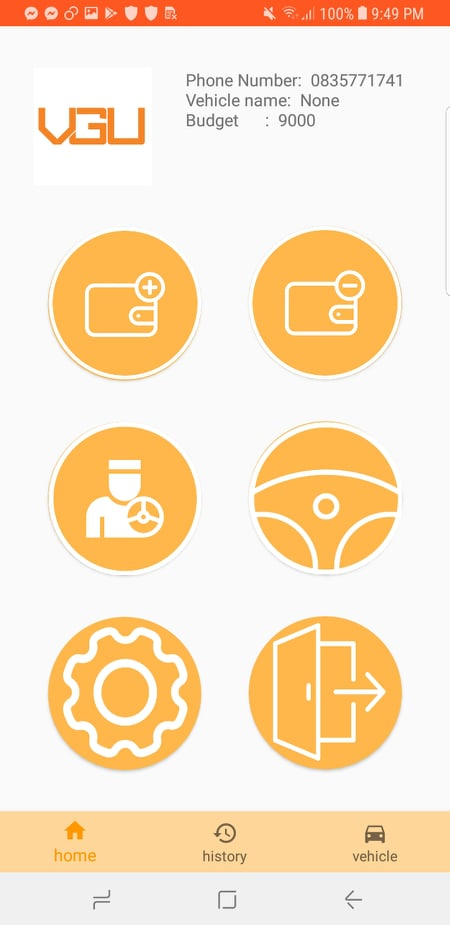 100% 9:49 PM
VGU
Phone Number: 0835771741
Vehicle name: None
Budget : 9000
home
history
vehicle